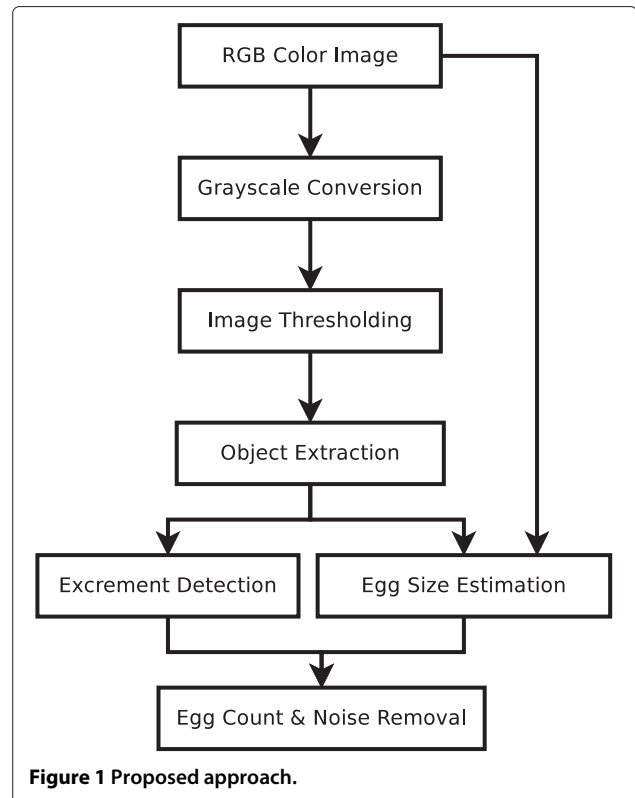 RGB Color Image
Grayscale Conversion
Image Thresholding
Object Extraction
Excrement Detection
Egg Size Estimation
Egg Count & Noise Removal
Figure 1 Proposed approach.